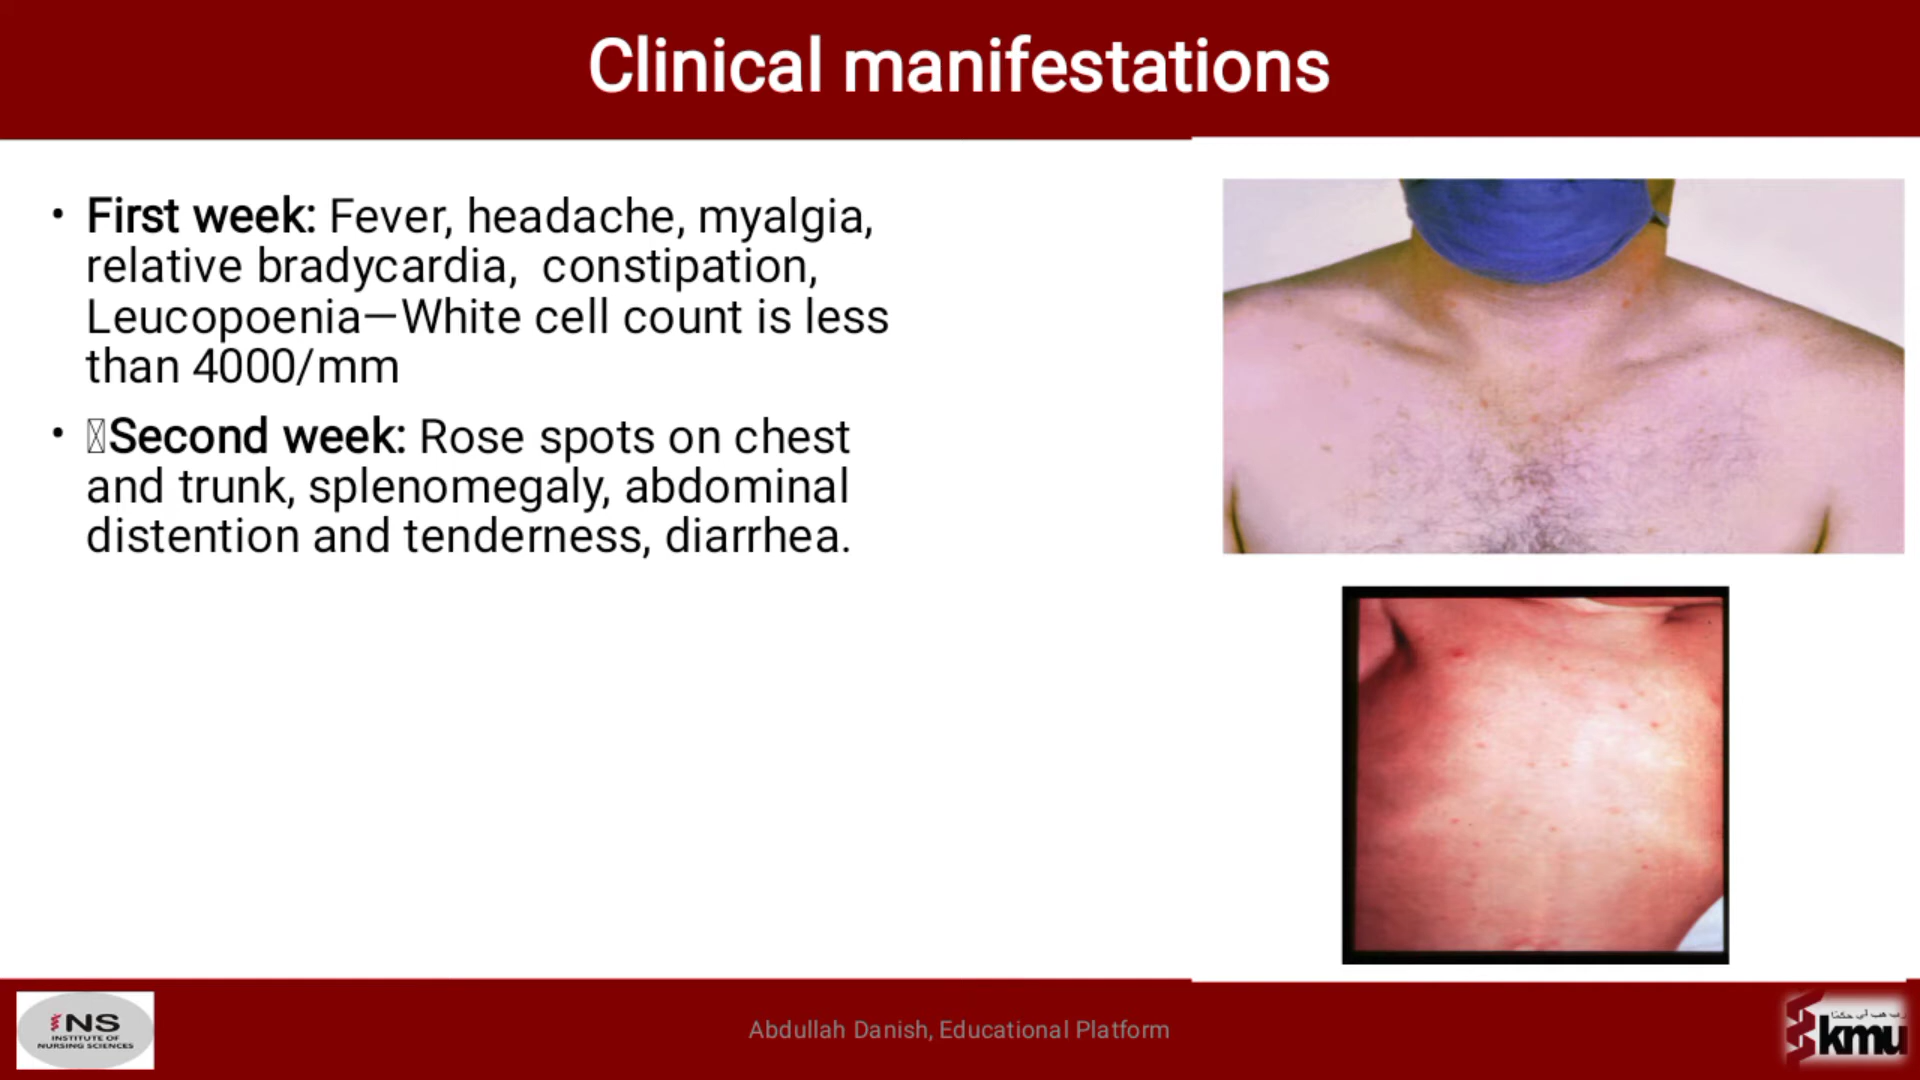 Clinical manifestations
• First week: Fever, headache, myalgia,
relative bradycardia,  constipation,
Leucopoenia—White cell count is less
than 4000/mm
• Second week: Rose spots on chest
and trunk, splenomegaly, abdominal
distention and tenderness, diarrhea.
iNS
INSTITUTE OF
NURSING SCIENCES
Abdullah Danish, Educational Platform
kmu